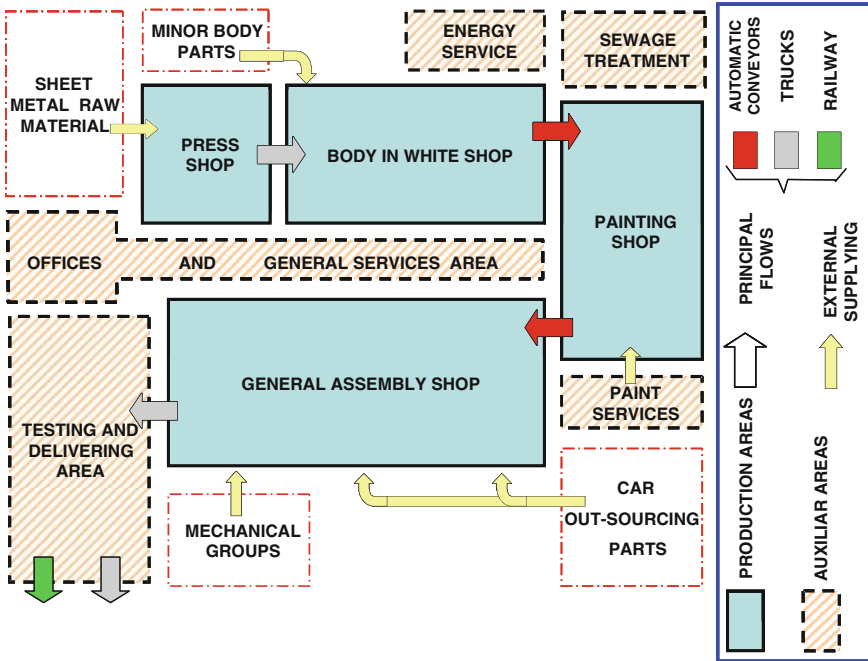 MINOR BODY
PARTS
ENERGY
SERVICE
SEWAGE
TREATMENT
SHEET
METAL RAW
MATERIAL
PRESS
SHOP
BODY IN WHITE SHOP
PAINTING
SHOP
OFFICES AND GENERAL SERVICES AREA
GENERAL ASSEMBLY SHOP
PAINT
SERVICES
TESTING AND
DELIVERING
AREA
MECHANICAL
GROUPS
CAR
OUT-SOURCING
PARTS
AUTOMATIC
CONVEYORS
TRUCKS
RAILWAY
PRINCIPAL
FLOWS
EXTERNAL
SUPPLYING
PRODUCTION AREAS
AUXILIAR AREAS